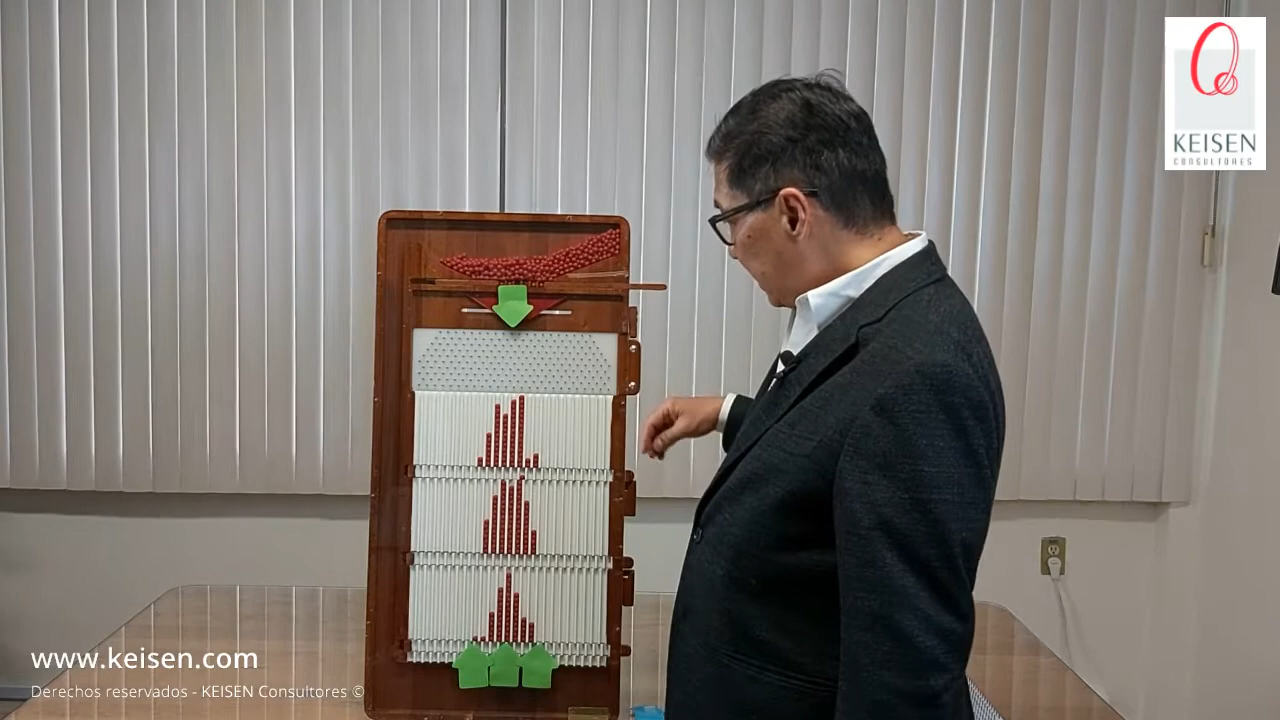 KEISEN
CONSULTORES
www.keisen.com
Derechos reservados - KEISEN Consultores ©